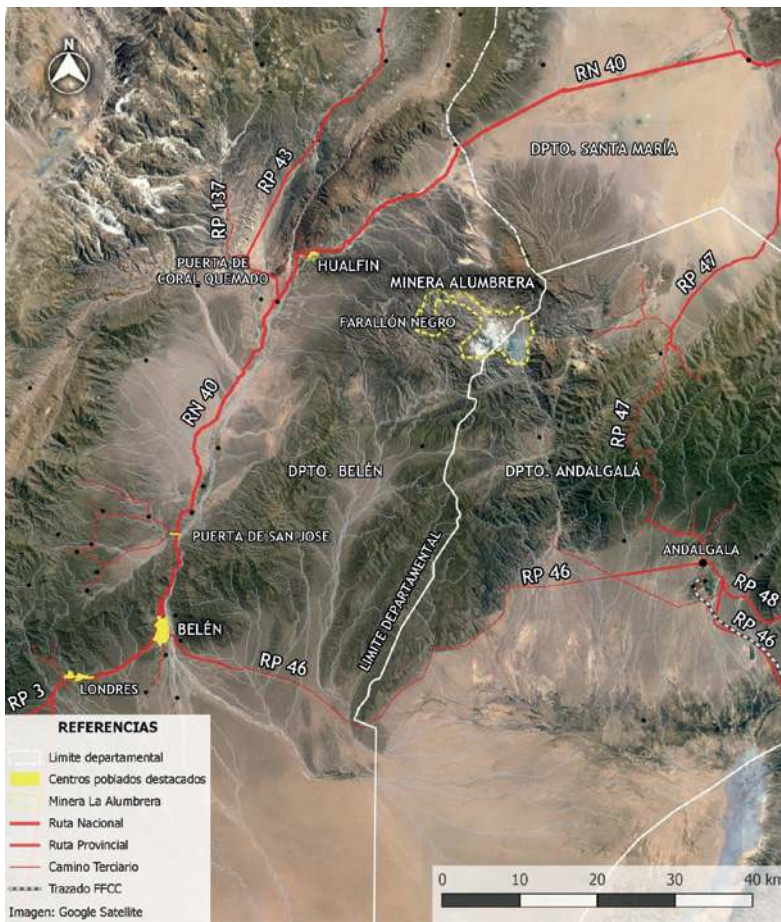 N
RN 40
DPTO. SANTA MARÍA
RP 43
RP 137
PUERTA DE
CORAL QUEMADO
HUALFIN
RP 47
MINERA ALUMBRERA
FARALLÓN NEGRO
RN 40
RP 47
DPTO. BELÉN
DPTO. ANDALGALÁ
PUERTA DE SAN JOSE
LIMITE DEPARTAMENTAL
ANDALGALA
RP 46
RP 48
BELÉN
RP 46
RP 46
LONDRES
RP 3
REFERENCIAS
Limite departamental
Centros poblados destacados
Minera La Alumbrera
Ruta Nacional
Ruta Provincial
Camino Terciario
Trazado FFCC
Imagen: Google Satellite
0 10 20 30 40 km